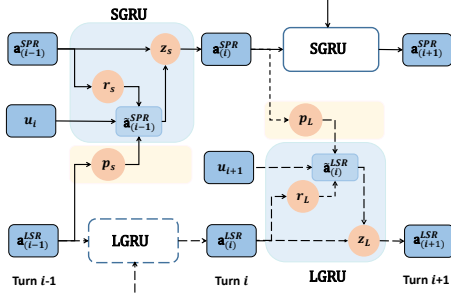 SGRU
a^{SPR}_{(i-1)}
z_s
a^{SPR}_{(i)}
SGRU
a^{SPR}_{(i+1)}
r_s
u_i
ã^{SPR}_{(i-1)}
p_L
p_s
u_{i+1}
ã^{LSR}_{(i)}
r_L
a^{LSR}_{(i-1)}
LGRU
a^{LSR}_{(i)}
z_L
a^{LSR}_{(i+1)}
Turn i-1
Turn i
LGRU
Turn i+1